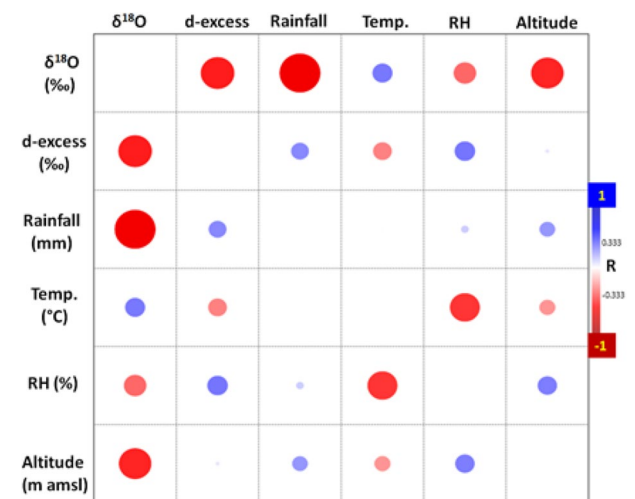 δ¹⁸O d-excess Rainfall Temp. RH Altitude
δ¹⁸O
(‰)
d-excess
(‰)
Rainfall
(mm)
Temp.
(°C)
RH (%)
Altitude
(m amsl)
1
0.333
R
-0.333
-1